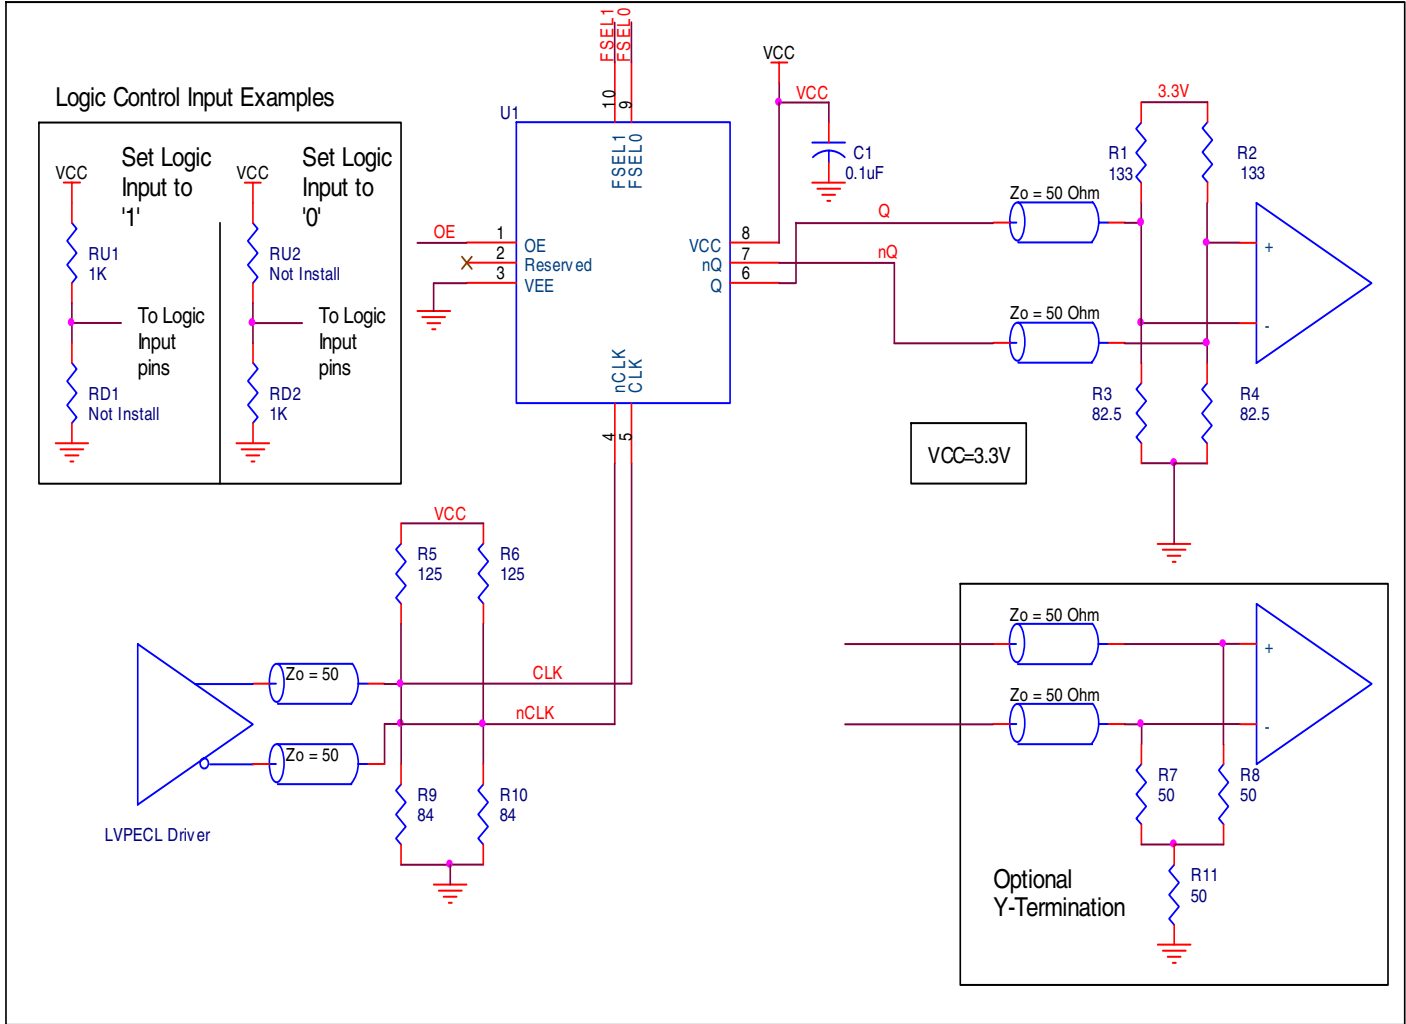 FSEL1
FSEL0
10
9
U1
FSEL1
FSEL0
Logic Control Input Examples
VCC
Set Logic
Input to
'1'
RU1
1K
To Logic
Input
pins
RD1
Not Install
VCC
Set Logic
Input to
'0'
RU2
Not Install
To Logic
Input
pins
RD2
1K
OE
1
2
3
OE
Reserved
VEE
VCC
nQ
Q
8
7
6
nCLK
CLK
4
5
VCC
VCC
C1
0.1uF
Q
nQ
Zo = 50 Ohm
Zo = 50 Ohm
3.3V
R1
133
R2
133
+
-
R3
82.5
R4
82.5
VCC=3.3V
VCC
R5
125
R6
125
Zo = 50
CLK
nCLK
Zo = 50
R9
84
R10
84
LVPECL Driver
Zo = 50 Ohm
+
Zo = 50 Ohm
-
R7
50
R8
50
R11
50
Optional
Y-Termination